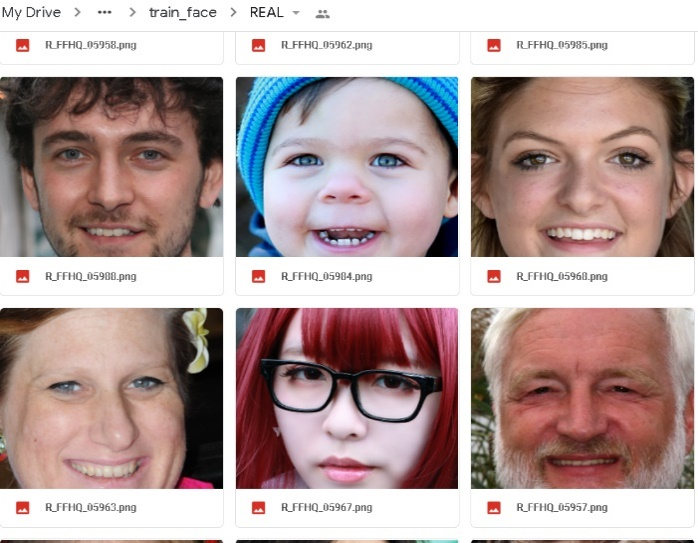 My Drive > ... > train_face > REAL
R_FFHQ_05958.png
R_FFHQ_05962.png
R_FFHQ_05985.png
R_FFHQ_05988.png
R_FFHQ_05984.png
R_FFHQ_05968.png
R_FFHQ_05963.png
R_FFHQ_05967.png
R_FFHQ_05957.png